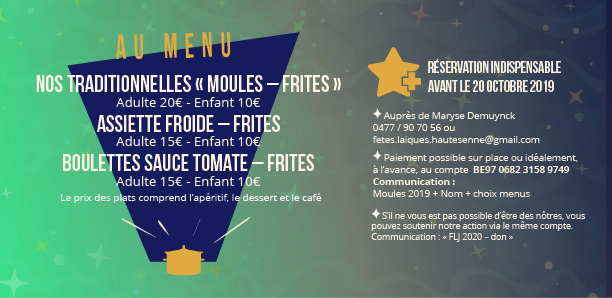 AU MENU
NOS TRADITIONNELLES « MOULES – FRITES »
Adulte 20€ - Enfant 10€
ASSIETTE FROIDE – FRITES
Adulte 15€ - Enfant 10€
BOULETTES SAUCE TOMATE – FRITES
Adulte 15€ - Enfant 10€
Le prix des plats comprend l'apéritif, le dessert et le café
RÉSERVATION INDISPENSABLE
AVANT LE 20 OCTOBRE 2019
Auprès de Maryse Demuynck
0477 / 90 70 56 ou
fetes.laiques.hautesenne@gmail.com
Paiement possible sur place ou idéalement,
à l'avance, au compte BE97 0682 3158 9749
Communication :
Moules 2019 + Nom + choix menus
S'il ne vous est pas possible d'être des nôtres, vous
pouvez soutenir notre action via le même compte.
Communication : « FLJ 2020 – don »